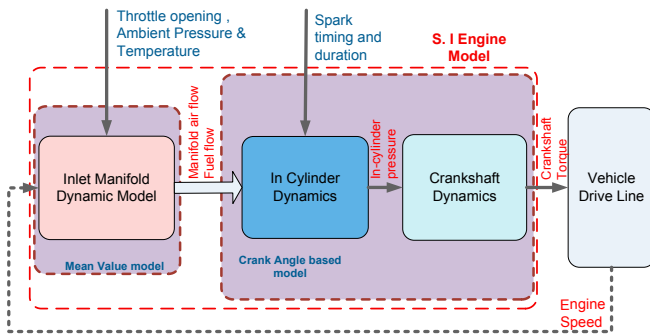 Throttle opening ,
Ambient Pressure &
Temperature
Spark
timing and
duration
S. I Engine
Model
Inlet Manifold
Dynamic Model
Manifold air flow
Fuel flow
In Cylinder
Dynamics
In-cylinder
pressure
Crankshaft
Dynamics
Crankshaft
Torque
Vehicle
Drive Line
Mean Value model
Crank Angle based
model
Engine
Speed